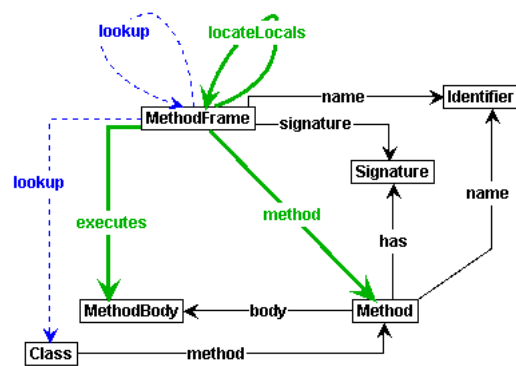 lookup
locateLocals
name
Identifier
MethodFrame
signature
lookup
Signature
name
method
executes
has
MethodBody
body
Method
Class
method